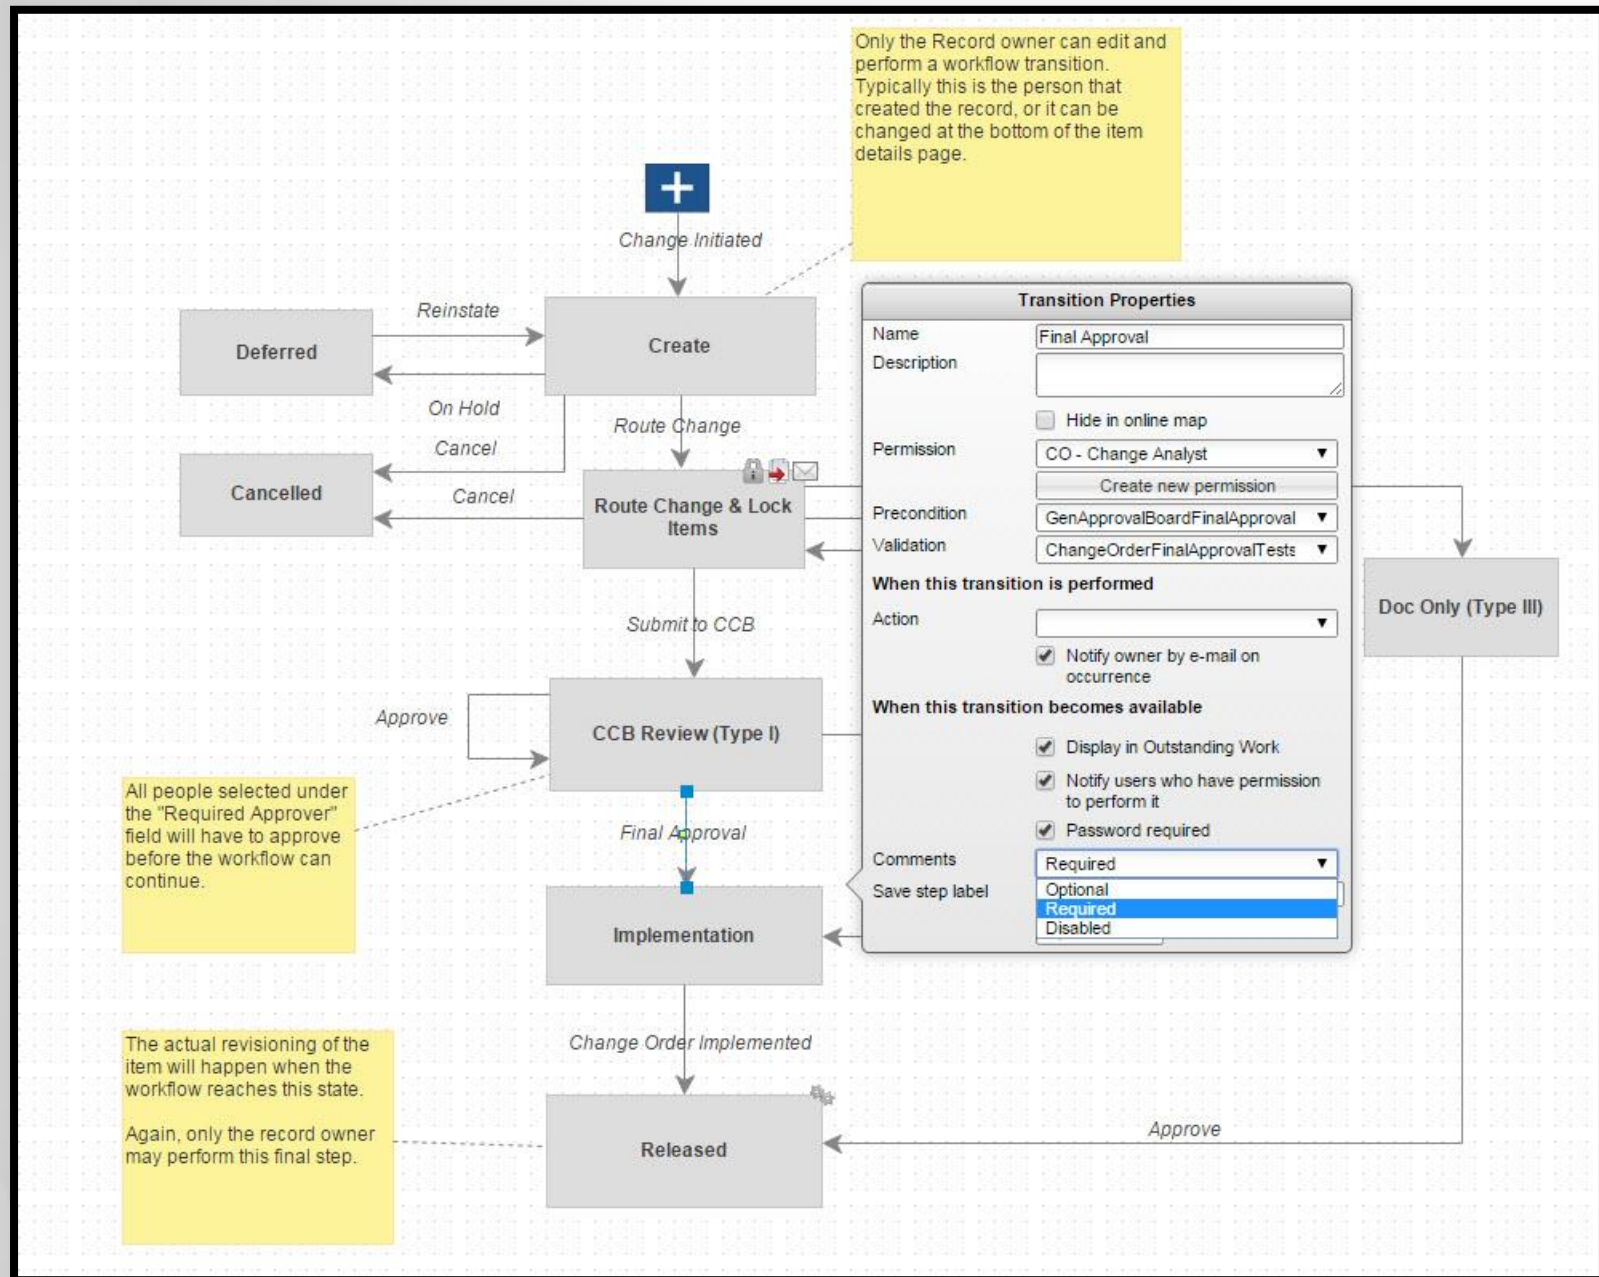 Only the Record owner can edit and
perform a workflow transition.
Typically this is the person that
created the record, or it can be
changed at the bottom of the item
details page.
Change Initiated
Reinstate
Deferred
Create
On Hold
Route Change
Cancel
Cancelled
Cancel
Route Change & Lock
Items
Submit to CCB
Approve
CCB Review (Type I)
All people selected under
the "Required Approver"
field will have to approve
before the workflow can
continue.
Final Approval
Implementation
Change Order Implemented
The actual revisioning of the
item will happen when the
workflow reaches this state.
Again, only the record owner
may perform this final step.
Released
Approve
Doc Only (Type III)
Transition Properties
Name
Final Approval
Description
Hide in online map
Permission
CO - Change Analyst
Create new permission
Precondition
GenApprovalBoardFinalApproval
Validation
ChangeOrderFinalApprovalTests
When this transition is performed
Action
Notify owner by e-mail on
occurrence
When this transition becomes available
Display in Outstanding Work
Notify users who have permission
to perform it
Password required
Comments
Required
Save step label
Optional
Required
Disabled